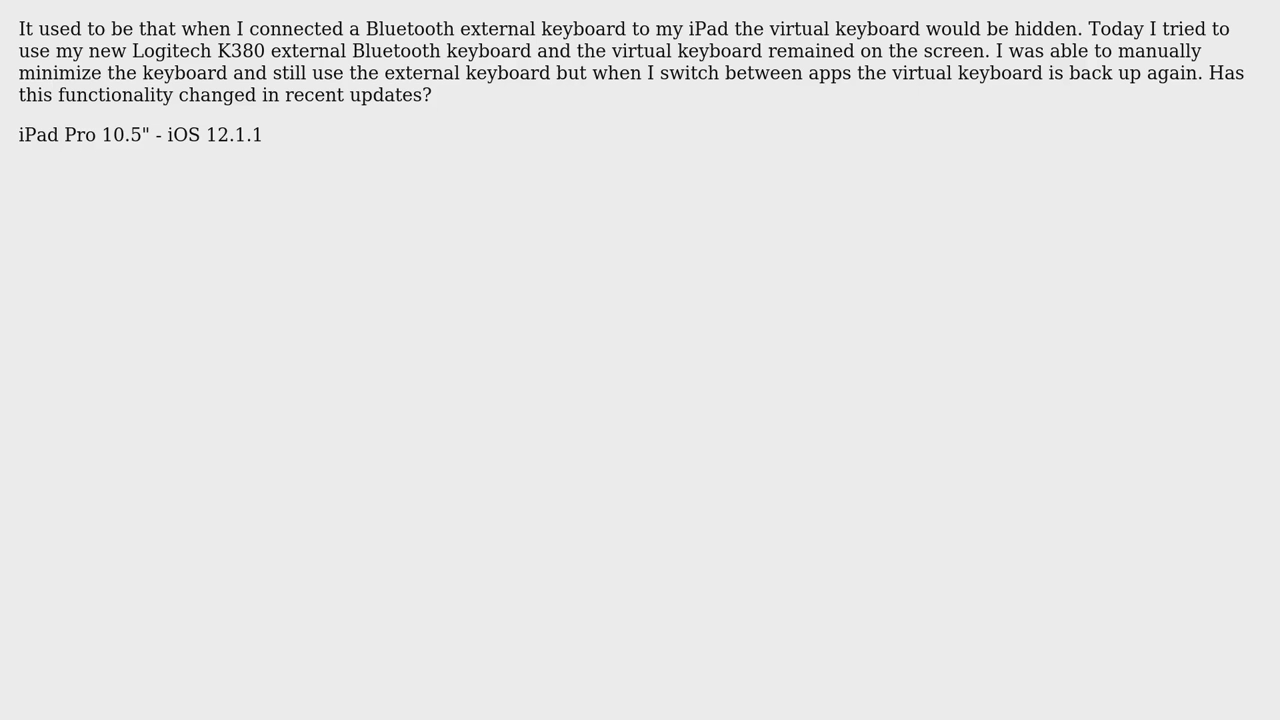 It used to be that when I connected a Bluetooth external keyboard to my iPad the virtual keyboard would be hidden. Today I tried to
use my new Logitech K380 external Bluetooth keyboard and the virtual keyboard remained on the screen. I was able to manually
minimize the keyboard and still use the external keyboard but when I switch between apps the virtual keyboard is back up again. Has
this functionality changed in recent updates?
iPad Pro 10.5" - iOS 12.1.1